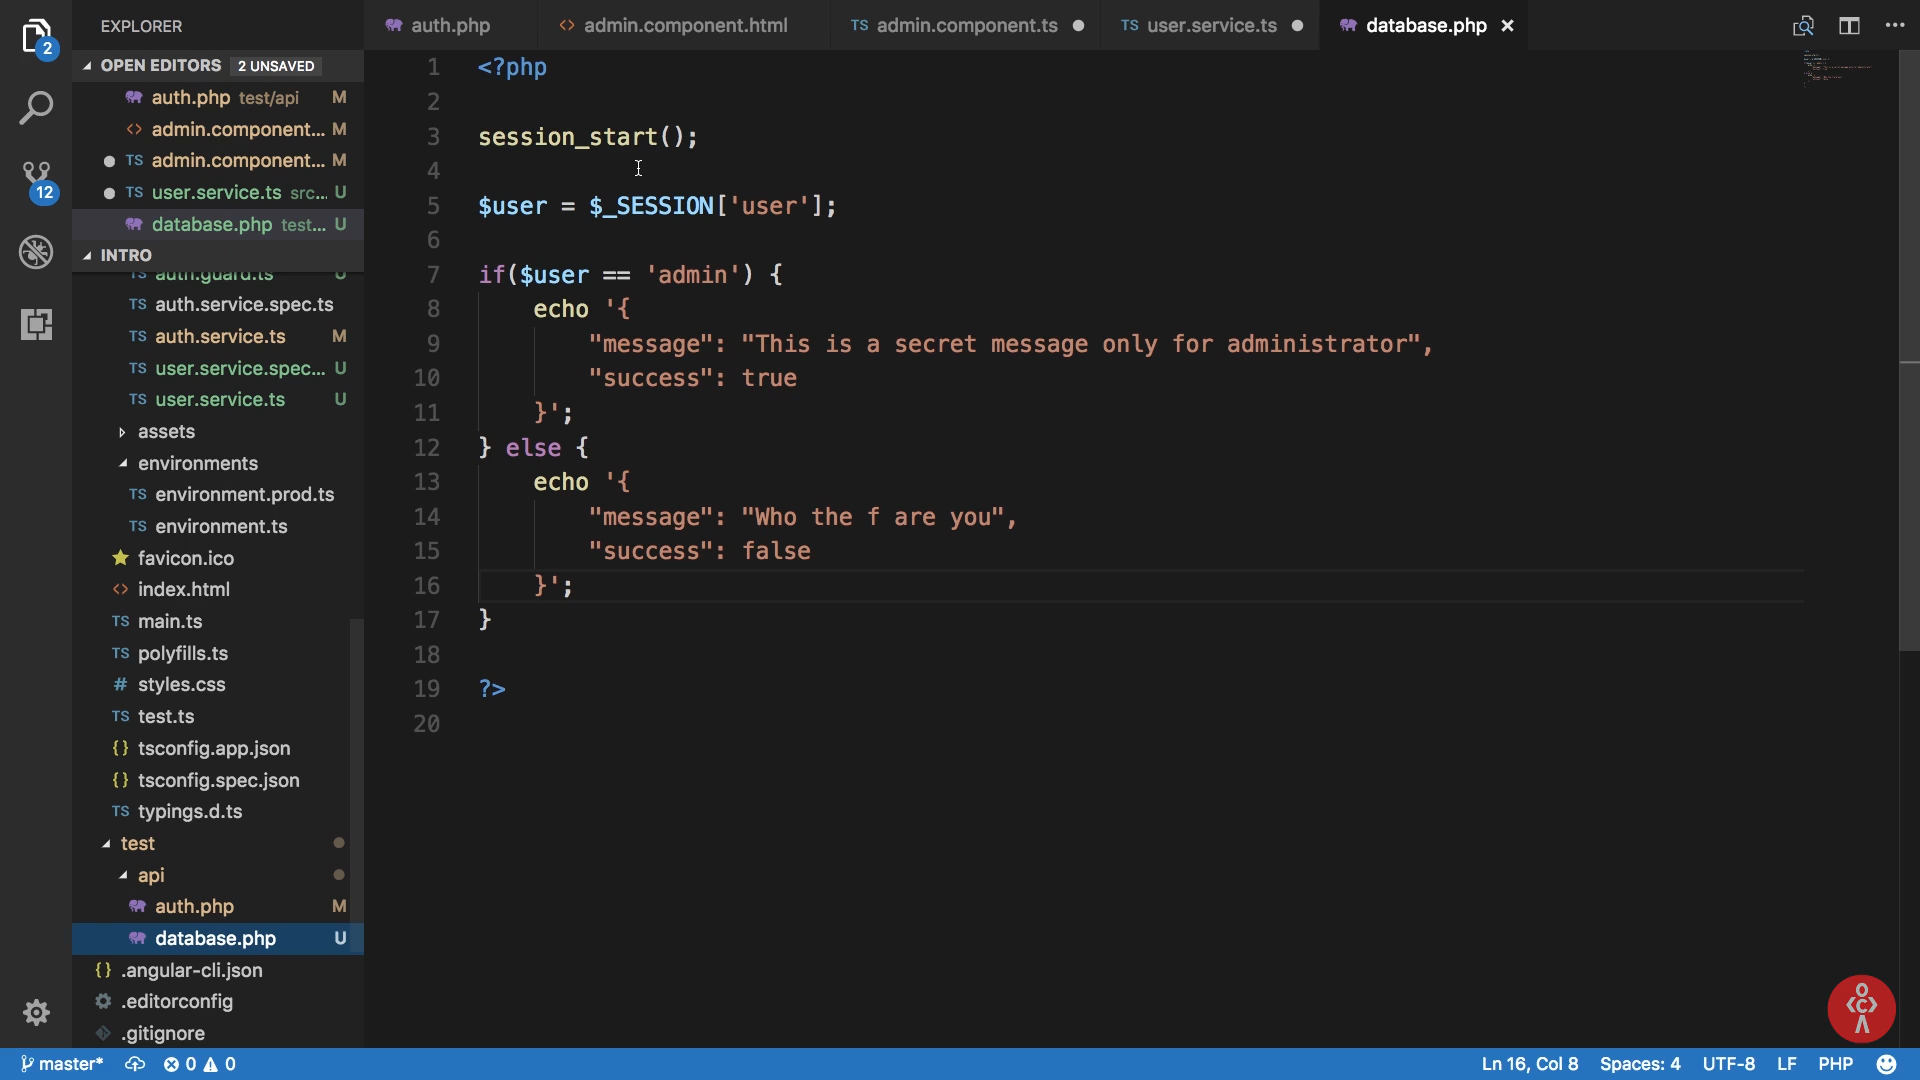 EXPLORER
OPEN EDITORS 2 UNSAVED
auth.php test/api M
<> admin.component... M
TS admin.component... M
TS user.service.ts src... U
database.php test... U
INTRO
TS auth.guard.ts U
TS auth.service.spec.ts
TS auth.service.ts M
TS user.service.spec... U
TS user.service.ts U
assets
environments
TS environment.prod.ts
TS environment.ts
favicon.ico
<> index.html
TS main.ts
TS polyfills.ts
# styles.css
TS test.ts
{} tsconfig.app.json
{} tsconfig.spec.json
TS typings.d.ts
test
api
auth.php M
database.php U
{} .angular-cli.json
.editorconfig
.gitignore
2
12
auth.php <> admin.component.html TS admin.component.ts TS user.service.ts database.php
1 <?php
2
3 session_start();
4
5 $user = $_SESSION['user'];
6
7 if($user == 'admin') {
8 echo '{
9 "message": "This is a secret message only for administrator",
10 "success": true
11 }';
12 } else {
13 echo '{
14 "message": "Who the f are you",
15 "success": false
16 }';
17 }
18
19 ?>
20
master* 0 0 Ln 16, Col 8 Spaces: 4 UTF-8 LF PHP